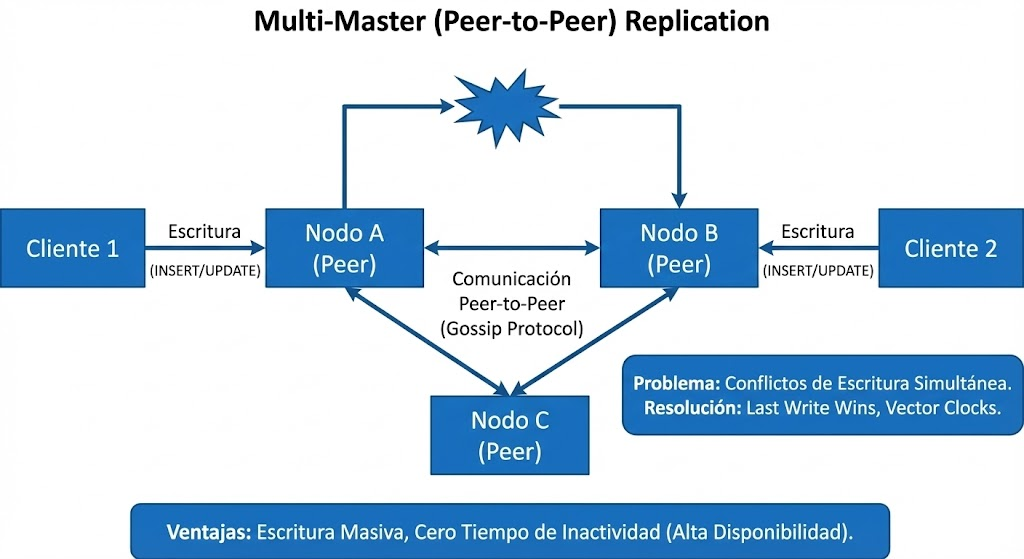 Multi-Master (Peer-to-Peer) Replication
Cliente 1
Escritura
(INSERT/UPDATE)
Nodo A
(Peer)
Comunicación
Peer-to-Peer
(Gossip Protocol)
Nodo B
(Peer)
Escritura
(INSERT/UPDATE)
Cliente 2
Nodo C
(Peer)
Problema: Conflictos de Escritura Simultánea.
Resolución: Last Write Wins, Vector Clocks.
Ventajas: Escritura Masiva, Cero Tiempo de Inactividad (Alta Disponibilidad).